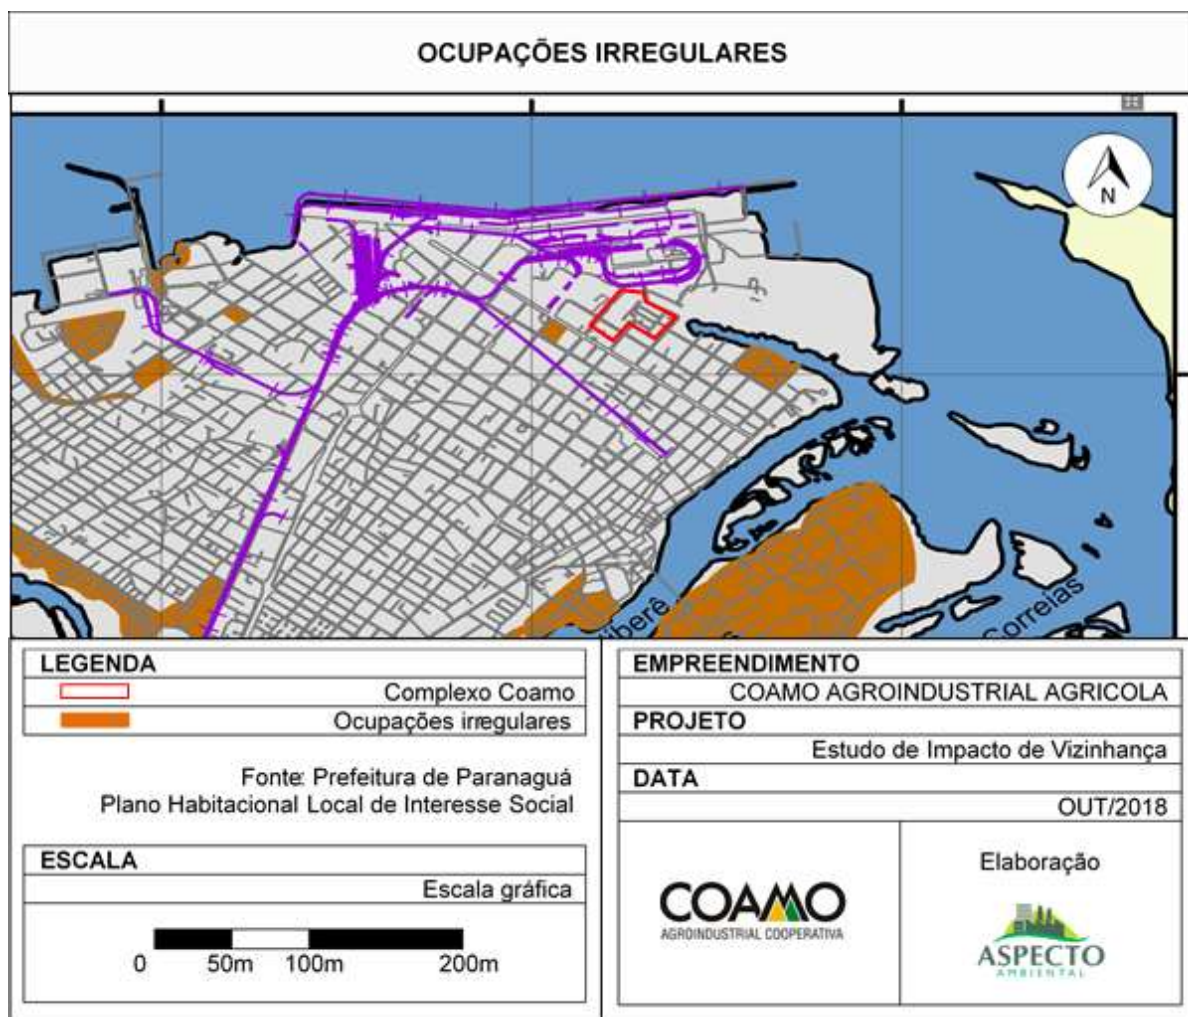 OCUPAÇÕES IRREGULARES
N
Correias
LEGENDA
Complexo Coamo
Ocupações irregulares
Fonte: Prefeitura de Paranaguá
Plano Habitacional Local de Interesse Social
ESCALA
Escala gráfica
0 50m 100m 200m
EMPREENDIMENTO
COAMO AGROINDUSTRIAL AGRICOLA
PROJETO
Estudo de Impacto de Vizinhança
DATA
OUT/2018
COAMO
AGROINDUSTRIAL COOPERATIVA
Elaboração
ASPECTO
AMBIENTAL